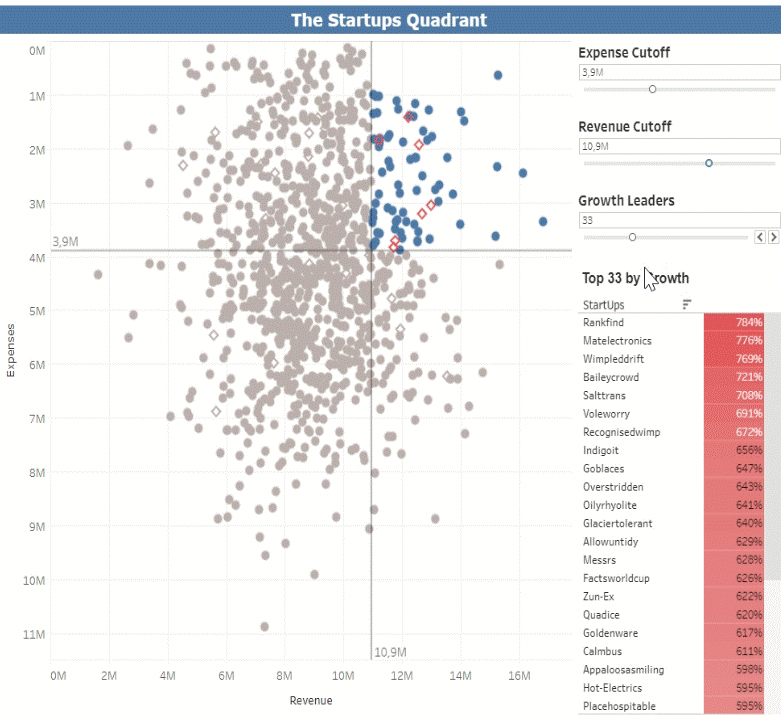 The Startups Quadrant
0M
1M
2M
3M
3,9M
4M
5M
6M
7M
8M
9M
10M
11M
Expenses
10,9M
0M 2M 4M 6M 8M 10M 12M 14M 16M
Revenue
Expense Cutoff
3,9M
Revenue Cutoff
10,9M
Growth Leaders
33
Top 33 by Growth
StartUps
Rankfind 784%
Matelectronics 776%
Wimpleddrift 769%
Baileycrowd 721%
Salttrans 708%
Voleworry 691%
Recognisedwimp 672%
Indigoit 656%
Goblaces 647%
Overstridden 643%
Oilyrhyolite 641%
Glaciertolerant 640%
Allowuntidy 629%
Messrs 628%
Factsworldcup 626%
Zun-Ex 622%
Quadice 620%
Goldenware 617%
Calmbus 611%
Appaloosasmiling 598%
Hot-Electrics 595%
Placehospitable 595%